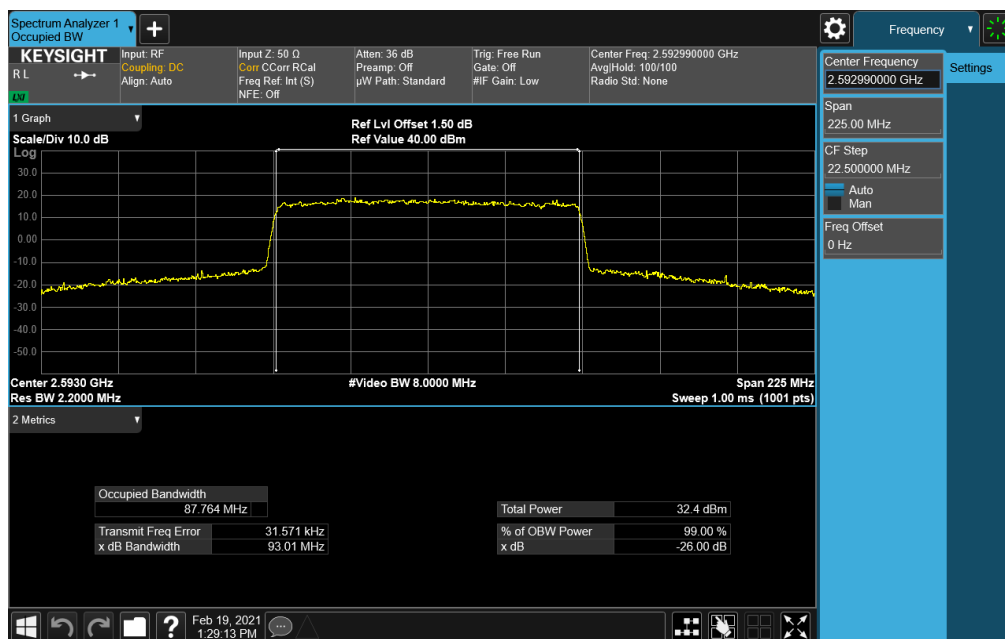 Spectrum Analyzer 1
Occupied BW
Frequency
KEYSIGHT
R L
LXI
Input: RF
Coupling: DC
Align: Auto
Input Z: 50 Ω
Corr CCorr RCal
Freq Ref: Int (S)
NFE: Off
Atten: 36 dB
Preamp: Off
µW Path: Standard
Trig: Free Run
Gate: Off
#IF Gain: Low
Center Freq: 2.592990000 GHz
Avg|Hold: 100/100
Radio Std: None
Center Frequency
2.592990000 GHz
Settings
Span
225.00 MHz
CF Step
22.500000 MHz
Auto
Man
Freq Offset
0 Hz
1 Graph
Scale/Div 10.0 dB
Ref Lvl Offset 1.50 dB
Ref Value 40.00 dBm
Log
30.0
20.0
10.0
0.00
-10.0
-20.0
-30.0
-40.0
-50.0
Center 2.5930 GHz
#Video BW 8.0000 MHz
Span 225 MHz
Res BW 2.2000 MHz
Sweep 1.00 ms (1001 pts)
2 Metrics
Occupied Bandwidth
87.764 MHz
Total Power 32.4 dBm
Transmit Freq Error 31.571 kHz
% of OBW Power 99.00 %
x dB Bandwidth 93.01 MHz
x dB -26.00 dB
?
Feb 19, 2021
1:29:13 PM